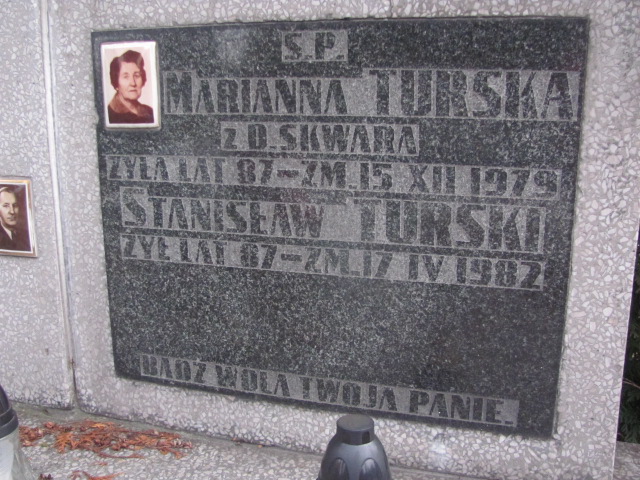 Ś.P.
MARIANNA TURSKA
Z D. SKWARA
ŻYŁA LAT 87-ZM. 15 XII 1979
STANISŁAW TURSKI
ŻYŁ LAT 87-ZM. 17 IV 1982
BĄDŹ WOLA TWOJA PANIE.